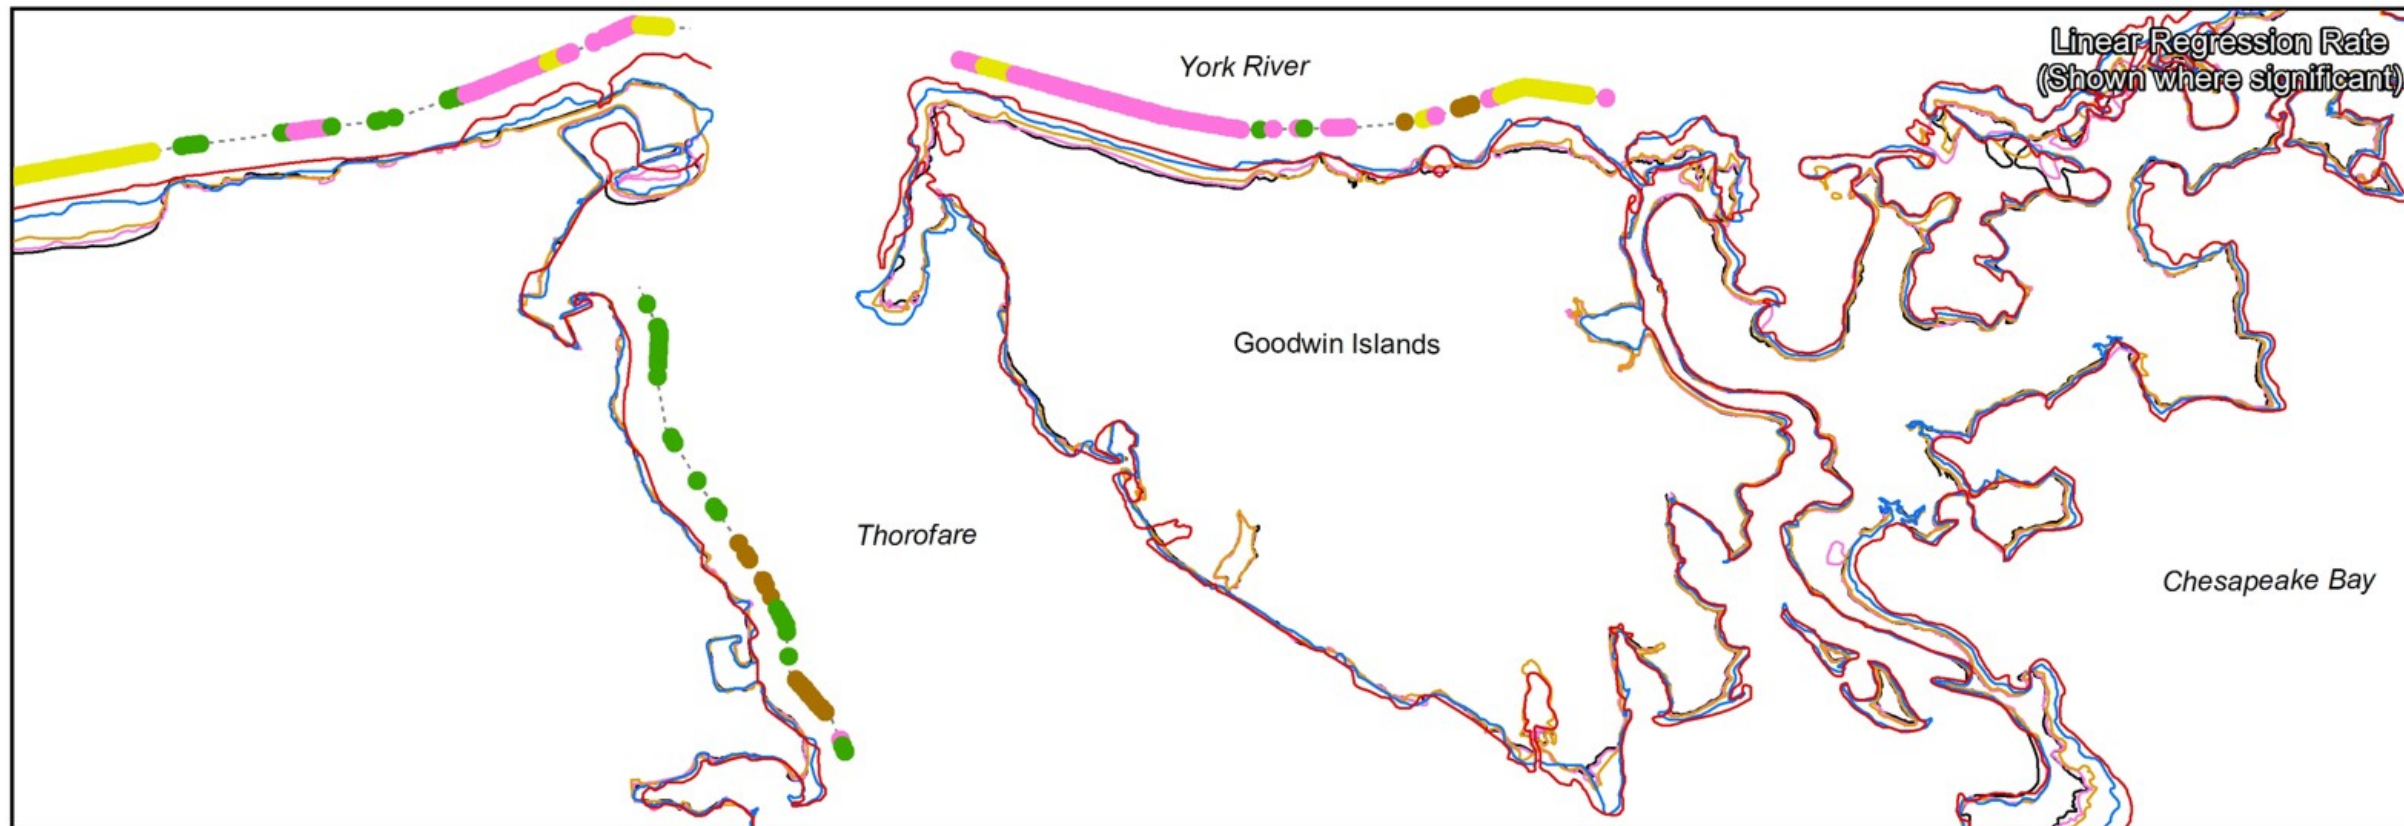 Linear Regression Rate
(Shown where significant)
York River
Goodwin Islands
Thorofare
Chesapeake Bay